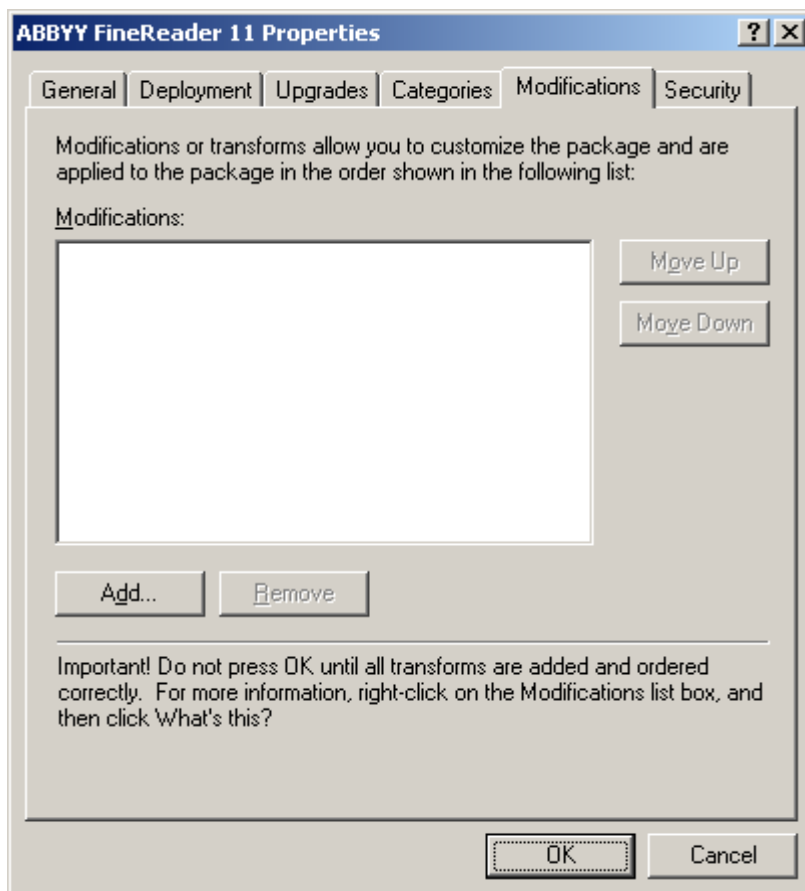 ABBYY FineReader 11 Properties
General Deployment Upgrades Categories Modifications Security
Modifications or transforms allow you to customize the package and are
applied to the package in the order shown in the following list:
Modifications:
Move Up
Move Down
Add... Remove
Important! Do not press OK until all transforms are added and ordered
correctly. For more information, right-click on the Modifications list box, and
then click What's this?
OK Cancel